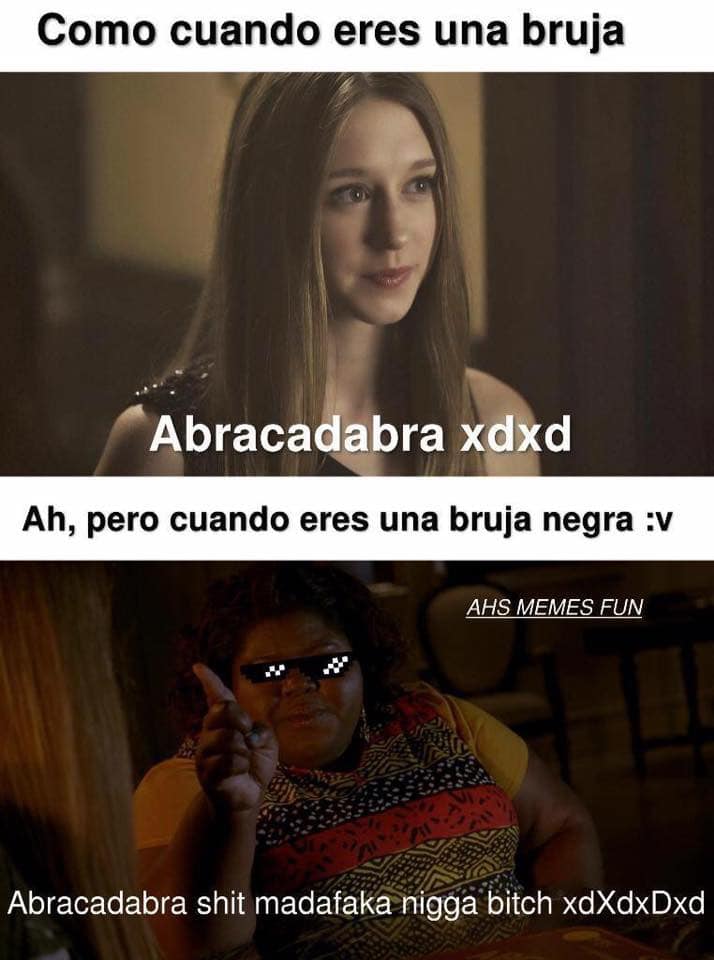 Como cuando eres una bruja
Abracadabra xdxd
Ah, pero cuando eres una bruja negra :v
AHS MEMES FUN
Abracadabra shit madafaka nigga bitch xdXdxDxd